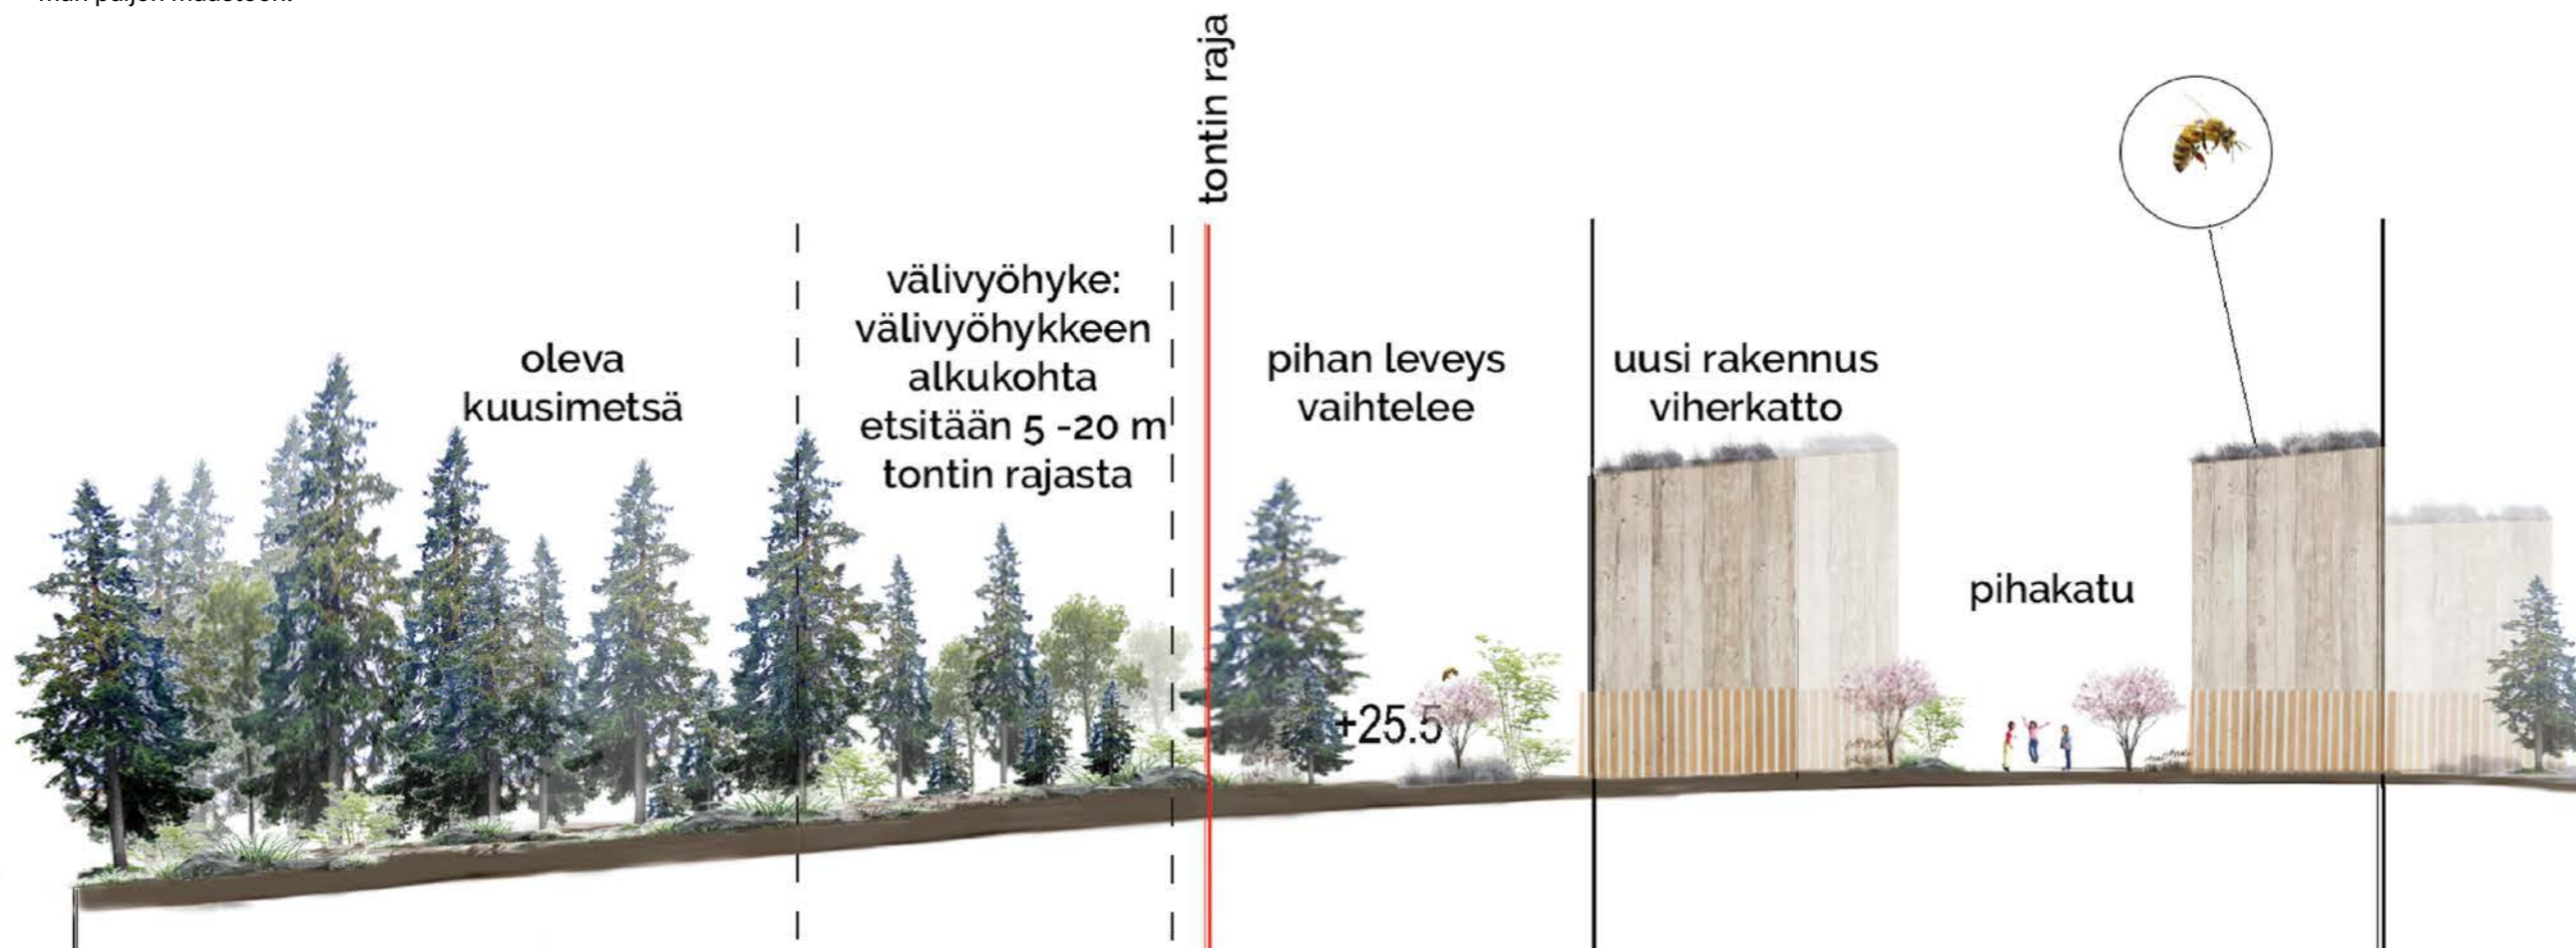 tontin raja
oleva
kuusimetsä
välivyöhyke:
välivyöhykkeen
alkukohta
etsitään 5 -20 m
tontin rajasta
pihan leveys
vaihtelee
uusi rakennus
viherkatto
pihakatu
+25.5